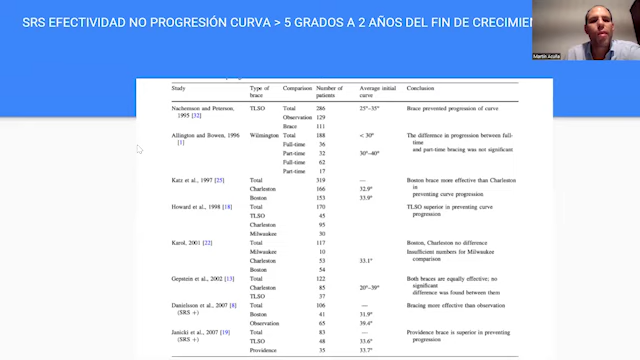 SRS EFECTIVIDAD NO PROGRESIÓN CURVA > 5 GRADOS A 2 AÑOS DEL FIN DE CRECIMIEN
Martín Acuña
Study Type of brace Comparison Number of patients Average initial curve Conclusion
Nachemson and Peterson, 1995 [32] TLSO Total 286 25°–35° Brace prevented progression of curve
Observation 129
Brace 111
Allington and Bowen, 1996 [1] Wilmington Total 188 < 30° The difference in progression between full-time and part-time bracing was not significant
Full-time 36
Part-time 32 30°–40°
Full-time 62
Part-time 17
Katz et al., 1997 [25] Total 319 — Boston brace more effective than Charleston in preventing curve progression
Charleston 166 32.9°
Boston 153 33.9°
Howard et al., 1998 [18] Total 170 TLSO superior in preventing curve progression
TLSO 45
Charleston 95
Milwaukee 30
Karol, 2001 [22] Total 117 Boston, Charleston no difference
Milwaukee 10 Insufficient numbers for Milwaukee comparison
Charleston 53 33.1°
Boston 54
Gepstein et al., 2002 [13] Total 122 Both braces are equally effective; no significant difference was found between them
Charleston 85 20°–39°
TLSO 37
Danielsson et al., 2007 [8] (SRS +) Total 106 — Bracing more effective than observation
Boston 41 31.9°
Observation 65 39.4°
Janicki et al., 2007 [19] (SRS +) Total 83 — Providence brace is superior in preventing progression
TLSO 48 33.6°
Providence 35 33.7°